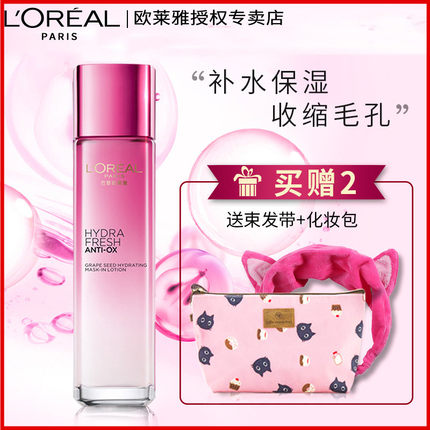 L'ORÉAL
PARIS
欧莱雅授权专卖店
“补水保湿
收缩毛孔”
L'ORÉAL
PARIS
HYDRA
FRESH
ANTI-OX
GRAPE SEED HYDRATING
MASK-IN LOTION
买赠2
送束发带+化妆包